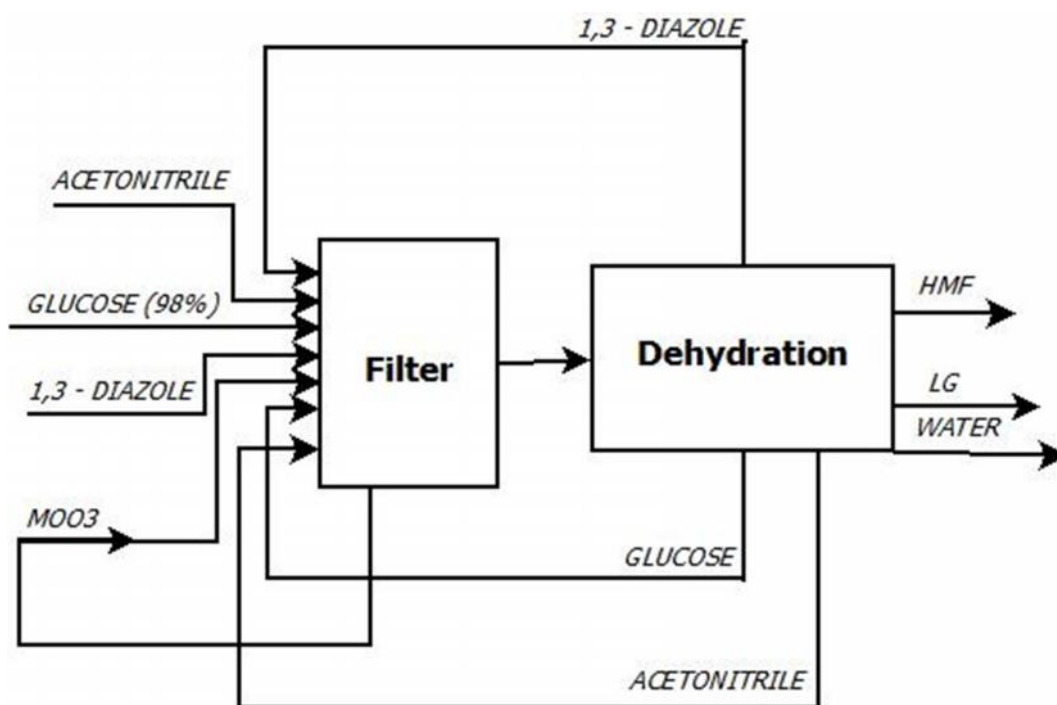 1,3 - DIAZOLE
ACETONITRILE
GLUCOSE (98%)
1,3 - DIAZOLE
MOO3
Filter
Dehydration
HMF
LG
WATER
GLUCOSE
ACETONITRILE